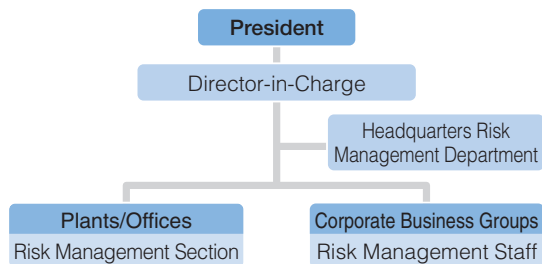 President
Director-in-Charge
Headquarters Risk
Management Department
Plants/Offices
Risk Management Section
Corporate Business Groups
Risk Management Staff